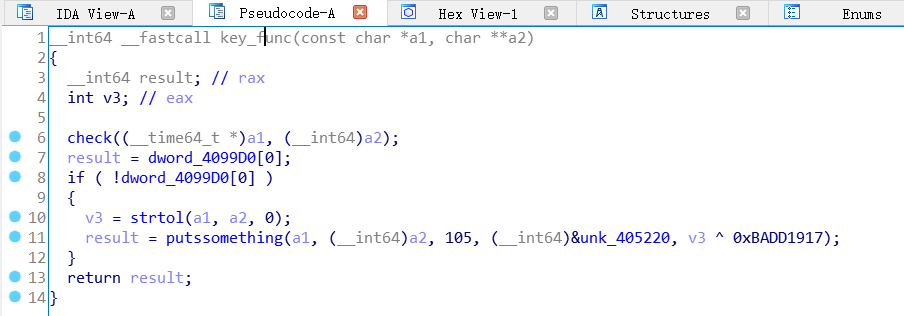 IDA View-A Pseudocode-A Hex View-1 Structures Enums
1 __int64 __fastcall key_func(const char *a1, char **a2)
2 {
3 __int64 result; // rax
4 int v3; // eax
5
6 check((__time64_t *)a1, (__int64)a2);
7 result = dword_4099D0[0];
8 if ( !dword_4099D0[0] )
9 {
10 v3 = strtol(a1, a2, 0);
11 result = putssomething(a1, (__int64)a2, 105, (__int64)&unk_405220, v3 ^ 0xBADD1917);
12 }
13 return result;
14 }